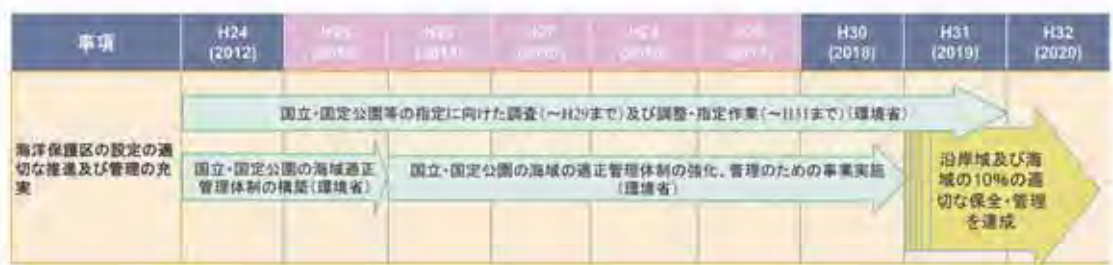 事項
H24
(2012)
H30
(2018)
H31
(2019)
H32
(2020)
海洋保護区の設定の適
切な推進及び管理の充
実
国立・国定公園等の指定に向けた調査(~H29まで)及び調整・指定作業(~H31まで)(環境省)
国立・国定公園の海域適正
管理体制の構築(環境省)
国立・国定公園の海域の適正管理体制の強化、管理のための事業実施
(環境省)
沿岸域及び海
域の10%の適
切な保全・管理
を達成